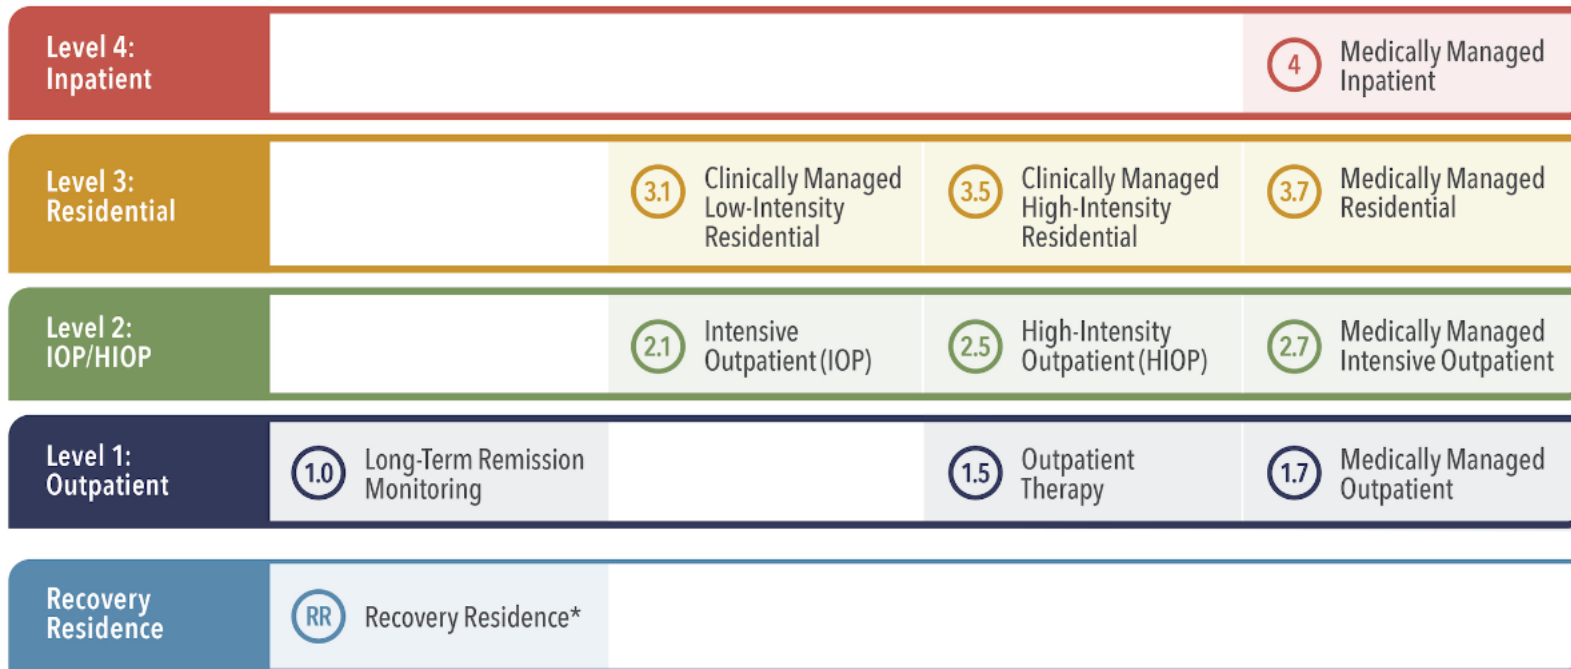 Level 4:
Inpatient
4
Medically Managed
Inpatient
Level 3:
Residential
3.1
Clinically Managed
Low-Intensity
Residential
3.5
Clinically Managed
High-Intensity
Residential
3.7
Medically Managed
Residential
Level 2:
IOP/HIOP
2.1
Intensive
Outpatient (IOP)
2.5
High-Intensity
Outpatient (HIOP)
2.7
Medically Managed
Intensive Outpatient
Level 1:
Outpatient
1.0
Long-Term Remission
Monitoring
1.5
Outpatient
Therapy
1.7
Medically Managed
Outpatient
Recovery
Residence
RR
Recovery Residence*